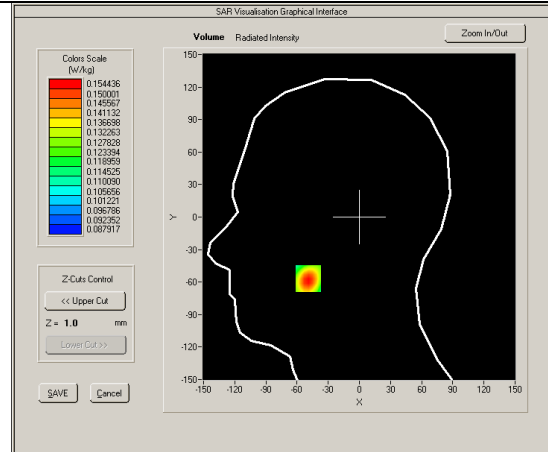 SAR Visualisation Graphical Interface
Volume Radiated Intensity
Zoom In/Out
Colors Scale
(W/kg)
0.154436
0.150001
0.145567
0.141132
0.136698
0.132263
0.127828
0.123394
0.118959
0.114525
0.110090
0.105656
0.101221
0.096786
0.092352
0.087917
Z-Cuts Control
<< Upper Cut
Z = 1.0 mm
Lower Cut >>
SAVE Cancel
150
120
90
60
30
0
-30
-60
-90
-120
-150
Y
-150 -120 -90 -60 -30 0 30 60 90 120 150
X